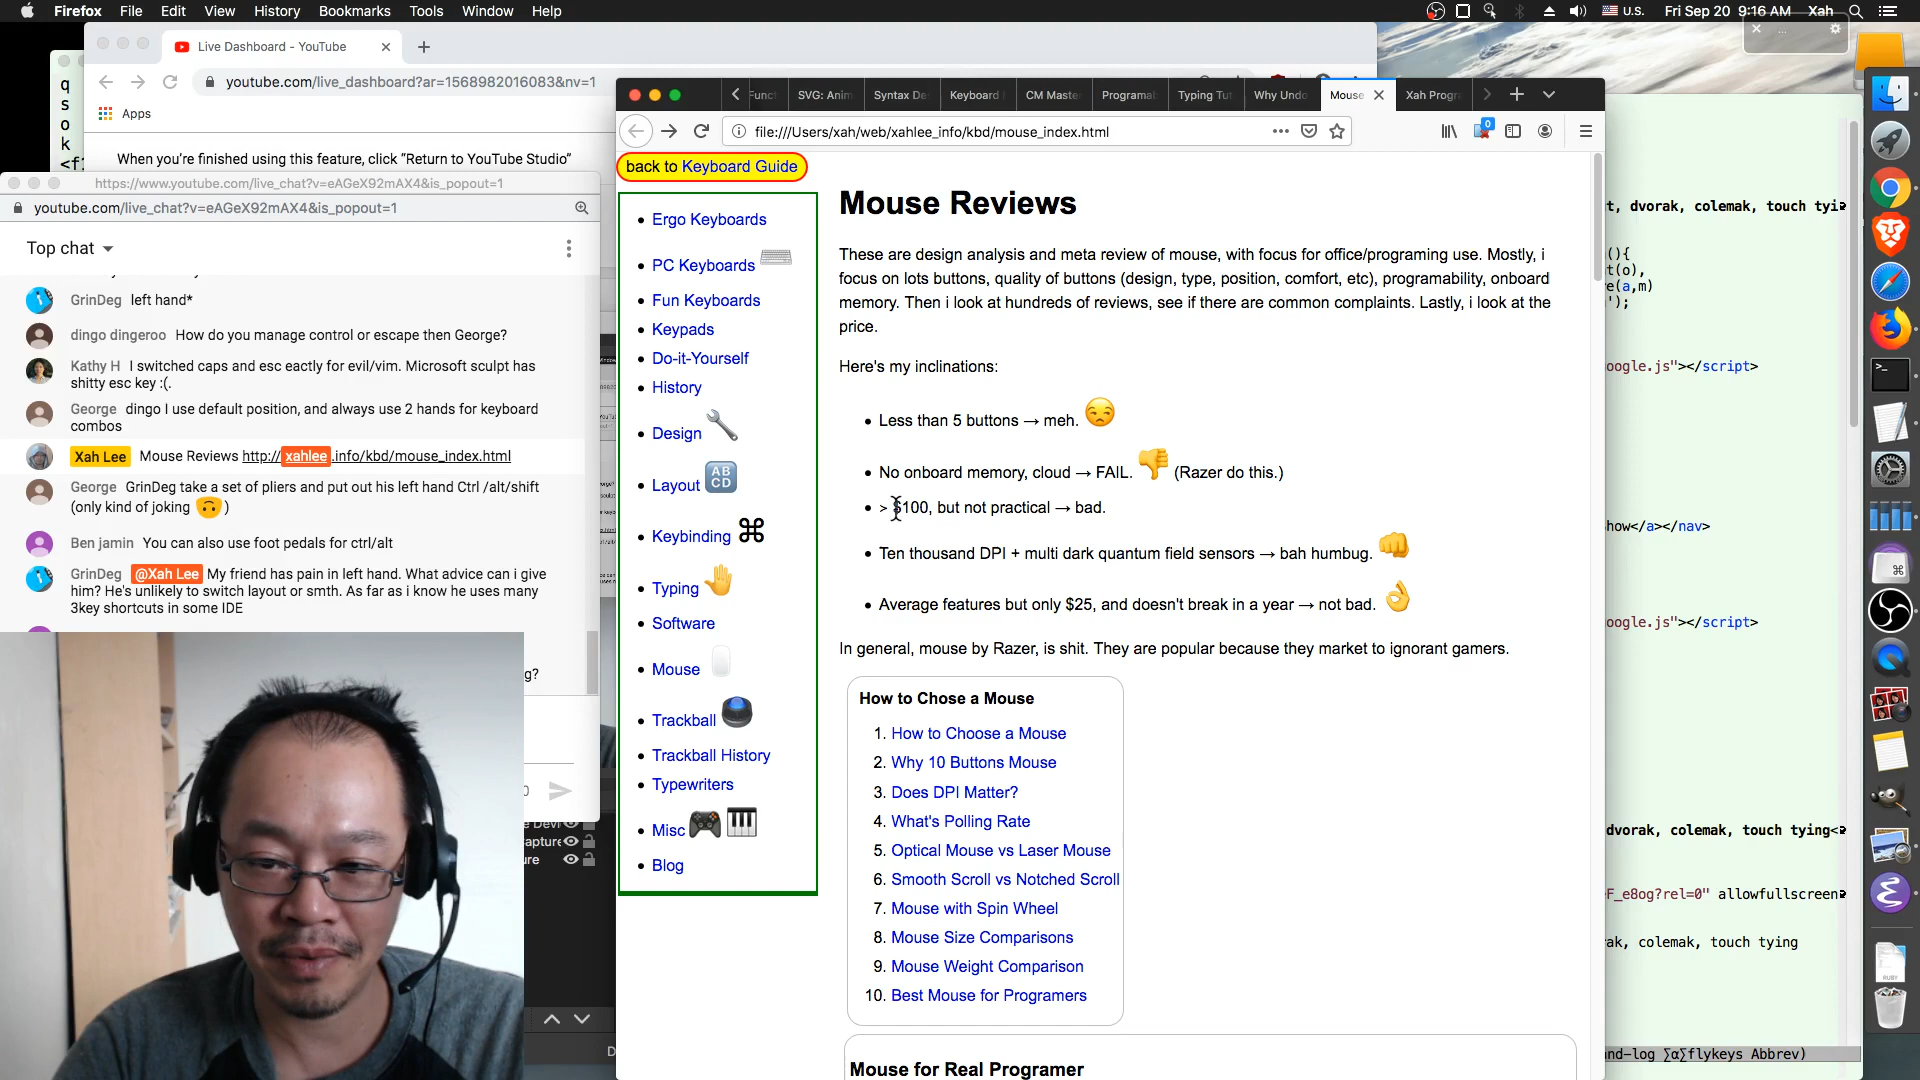 Firefox File Edit View History Bookmarks Tools Window Help
U.S. Fri Sep 20 9:16 AM Xah
Live Dashboard - YouTube
youtube.com/live_dashboard?ar=1568982016083&nv=1
Apps
When you're finished using this feature, click “Return to YouTube Studio”
q
s
o
k
https://www.youtube.com/live_chat?v=eAGeX92mAX4&is_popout=1
youtube.com/live_chat?v=eAGeX92mAX4&is_popout=1
Top chat
GrinDeg left hand*
dingo dingeroo How do you manage control or escape then George?
Kathy H I switched caps and esc eactly for evil/vim. Microsoft sculpt has
shitty esc key :(.
George dingo I use default position, and always use 2 hands for keyboard
combos
Xah Lee Mouse Reviews http://xahlee.info/kbd/mouse_index.html
George GrinDeg take a set of pliers and put out his left hand Ctrl /alt/shift
(only kind of joking 🙃 )
Ben jamin You can also use foot pedals for ctrl/alt
GrinDeg @Xah Lee My friend has pain in left hand. What advice can i give
him? He's unlikely to switch layout or smth. As far as i know he uses many
3key shortcuts in some IDE
g?
Funct SVG: Anim Syntax De Keyboard CM Master Programa Typing Tut Why Undo Mouse Xah Prog
file:///Users/xah/web/xahlee_info/kbd/mouse_index.html
0
back to Keyboard Guide
Ergo Keyboards
PC Keyboards
Fun Keyboards
Keypads
Do-it-Yourself
History
Design
Layout
AB
CD
Keybinding ⌘
Typing
Software
Mouse
Trackball
Trackball History
Typewriters
Misc
Blog
Mouse Reviews
These are design analysis and meta review of mouse, with focus for office/programing use. Mostly, i
focus on lots buttons, quality of buttons (design, type, position, comfort, etc), programability, onboard
memory. Then i look at hundreds of reviews, see if there are common complaints. Lastly, i look at the
price.
Here's my inclinations:
Less than 5 buttons → meh. 😒
No onboard memory, cloud → FAIL. 👎 (Razer do this.)
> $100, but not practical → bad.
Ten thousand DPI + multi dark quantum field sensors → bah humbug. 👊
Average features but only $25, and doesn't break in a year → not bad. 👌
In general, mouse by Razer, is shit. They are popular because they market to ignorant gamers.
How to Chose a Mouse
1. How to Choose a Mouse
2. Why 10 Buttons Mouse
3. Does DPI Matter?
4. What's Polling Rate
5. Optical Mouse vs Laser Mouse
6. Smooth Scroll vs Notched Scroll
7. Mouse with Spin Wheel
8. Mouse Size Comparisons
9. Mouse Weight Comparison
10. Best Mouse for Programers
Mouse for Real Programer
t, dvorak, colemak, touch tyi
(){
t(o),
e(a,m)
');
oogle.js"></script>
how</a></nav>
oogle.js"></script>
dvorak, colemak, touch tying<
F_e8og?rel=0" allowfullscreen
ak, colemak, touch tying
nd-log ∑α∑flykeys Abbrev)